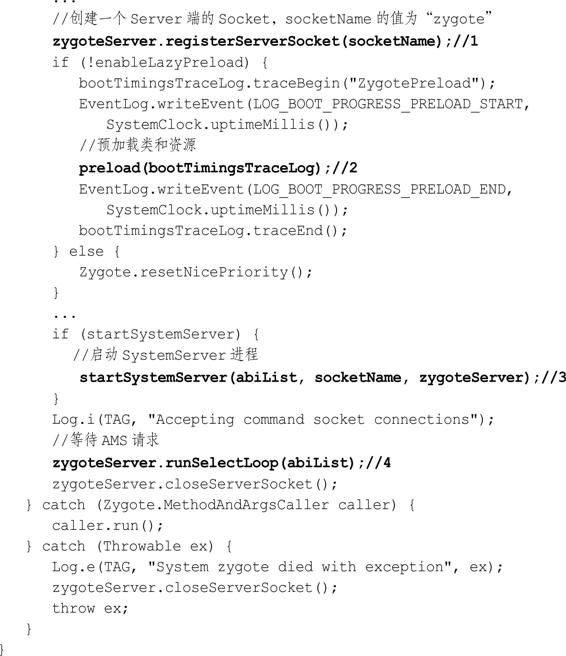 ...
//创建一个 Server 端的 Socket，socketName 的值为“zygote”
zygoteServer.registerServerSocket(socketName);//1
if (!enableLazyPreload) {
bootTimingsTraceLog.traceBegin("ZygotePreload");
EventLog.writeEvent(LOG_BOOT_PROGRESS_PRELOAD_START,
SystemClock.uptimeMillis());
//预加载类和资源
preload(bootTimingsTraceLog);//2
EventLog.writeEvent(LOG_BOOT_PROGRESS_PRELOAD_END,
SystemClock.uptimeMillis());
bootTimingsTraceLog.traceEnd();
} else {
Zygote.resetNicePriority();
}
...
if (startSystemServer) {
//启动 SystemServer 进程
startSystemServer(abiList, socketName, zygoteServer);//3
}
Log.i(TAG, "Accepting command socket connections");
//等待 AMS 请求
zygoteServer.runSelectLoop(abiList);//4
zygoteServer.closeServerSocket();
} catch (Zygote.MethodAndArgsCaller caller) {
caller.run();
} catch (Throwable ex) {
Log.e(TAG, "System zygote died with exception", ex);
zygoteServer.closeServerSocket();
throw ex;
}
}